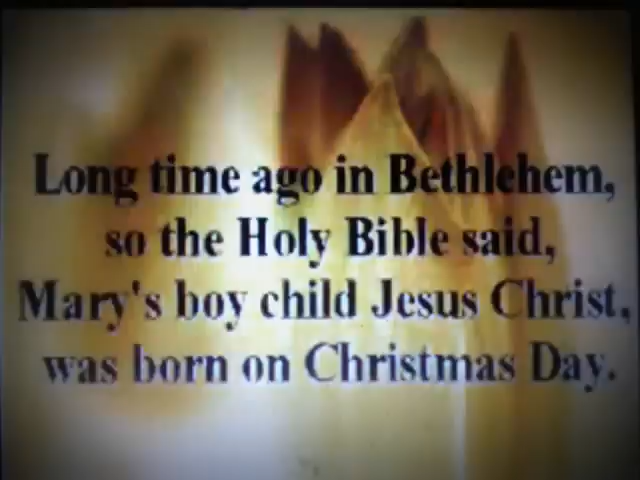 Long time ago in Bethlehem,
so the Holy Bible said,
Mary's boy child Jesus Christ,
was born on Christmas Day.